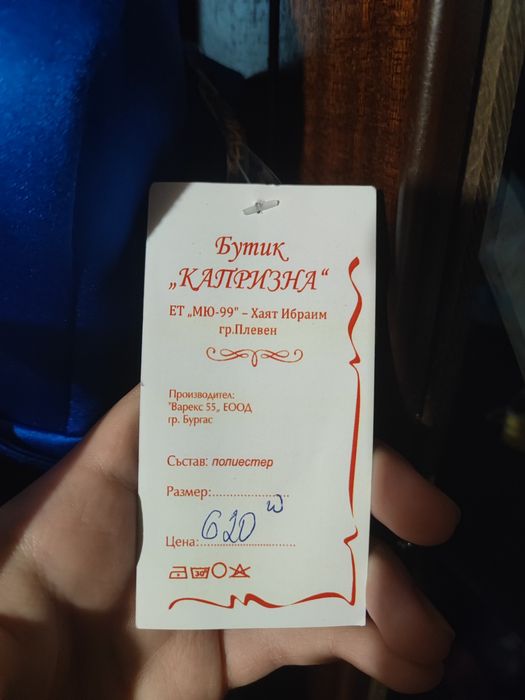 Бутик
„КАПРИЗНА“
ЕТ „МЮ-99" – Хаят Ибраим
гр.Плевен
Производител:
"Варекс 55„ ЕООД
гр. Бургас
Състав: полиестер
Размер:....................
Цена: 620
30